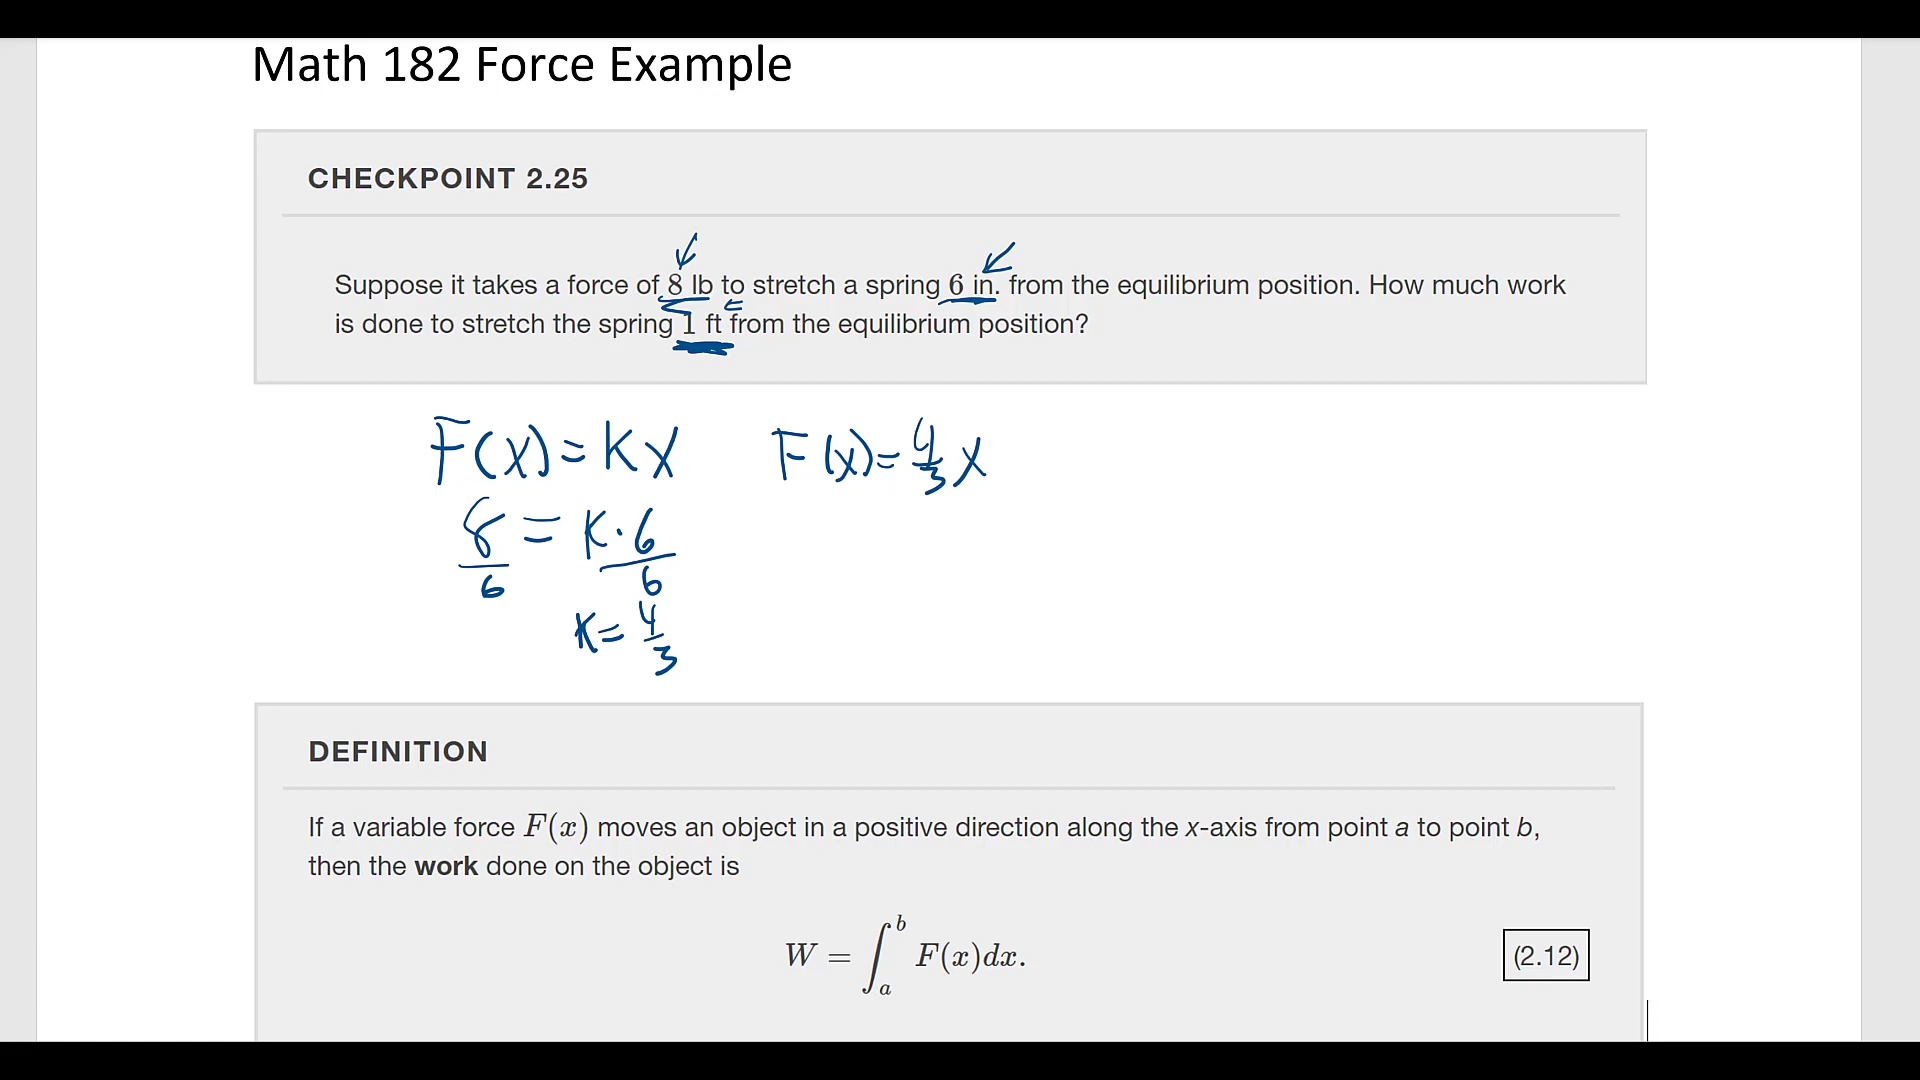 Math 182 Force Example
CHECKPOINT 2.25
Suppose it takes a force of 8 lb to stretch a spring 6 in. from the equilibrium position. How much work
is done to stretch the spring 1 ft from the equilibrium position?
F(x) = Kx F(x) = 4/3 x
8/6 = K·6/6
K = 4/3
DEFINITION
If a variable force F(x) moves an object in a positive direction along the x-axis from point a to point b,
then the work done on the object is
W = ∫_a^b F(x)dx. (2.12)